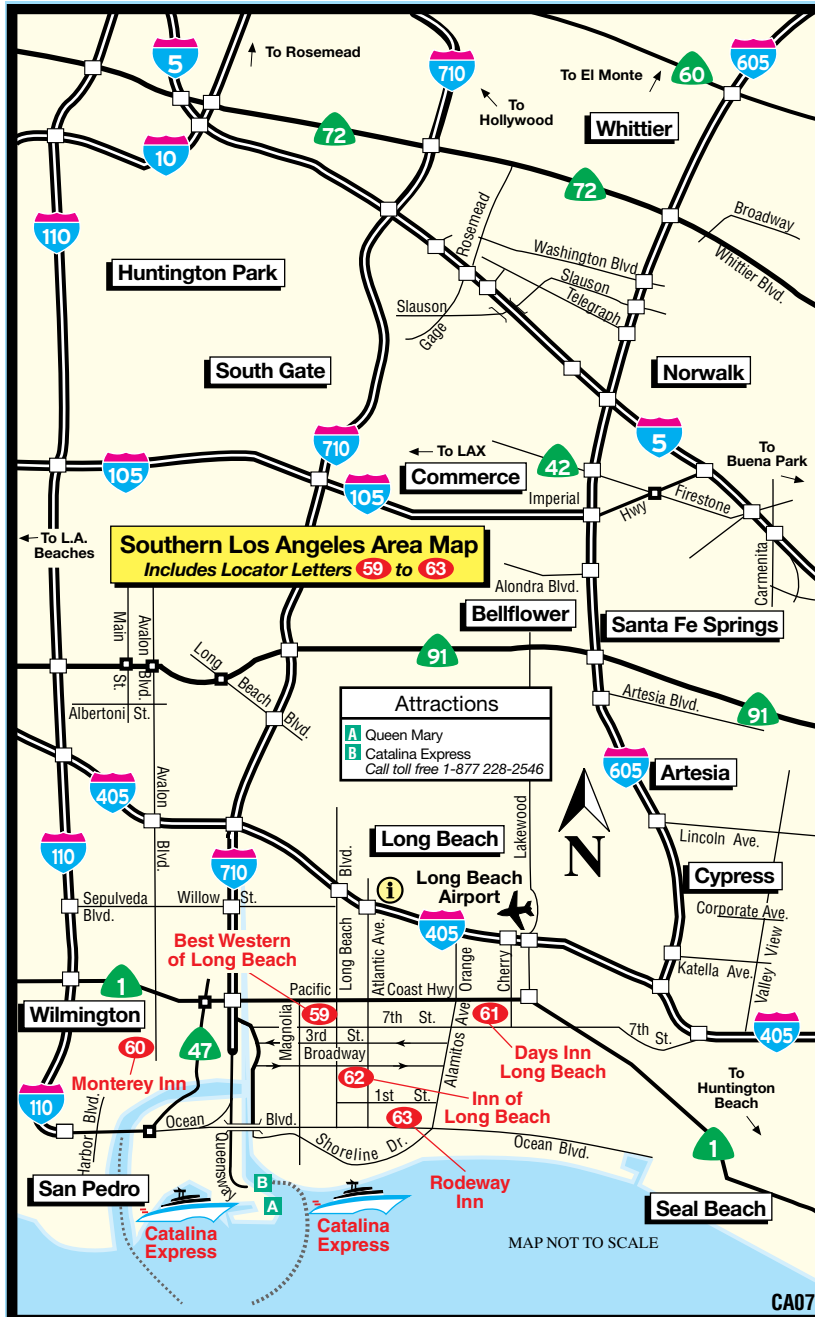 To Rosemead
5
710
605
To El Monte
60
To
Hollywood
Whittier
72
10
72
110
Rosemead
Broadway
Washington Blvd.
Whittier Blvd.
Huntington Park
Slauson
Telegraph
Slauson
Gage
South Gate
Norwalk
710
5
To LAX
42
To
Buena Park
105
Commerce
105
Imperial
Hwy
Firestone
To L.A.
Beaches
Southern Los Angeles Area Map
Includes Locator Letters 59 to 63
Alondra Blvd.
Carmenita
Main
St.
Avalon
Blvd.
Bellflower
Santa Fe Springs
Long
Beach
Blvd.
91
Artesia Blvd.
91
Albertoni St.
Attractions
A Queen Mary
B Catalina Express
Call toll free 1-877 228-2546
605
Artesia
405
Avalon
Blvd.
Lakewood
N
Lincoln Ave.
110
710
Long Beach
Blvd.
Long Beach
Long Beach
Airport
i
Cypress
Sepulveda
Blvd.
Willow St.
Atlantic Ave.
405
Corporate Ave.
Valley View
Best Western
of Long Beach
Orange
Cherry
Katella Ave.
1
Pacific
Coast Hwy
Wilmington
59
7th St.
61
7th
St.
405
60
47
Magnolia
3rd
St.
Broadway
Alamitos Ave
Days Inn
Long Beach
Monterey Inn
62
Inn of
Long Beach
To
Huntington
Beach
110
1st St.
63
Harbor Blvd.
Ocean
Blvd.
Shoreline Dr.
Ocean Blvd.
1
Queensway
Rodeway
Inn
San Pedro
B
A
Seal Beach
Catalina
Express
Catalina
Express
MAP NOT TO SCALE
CA07